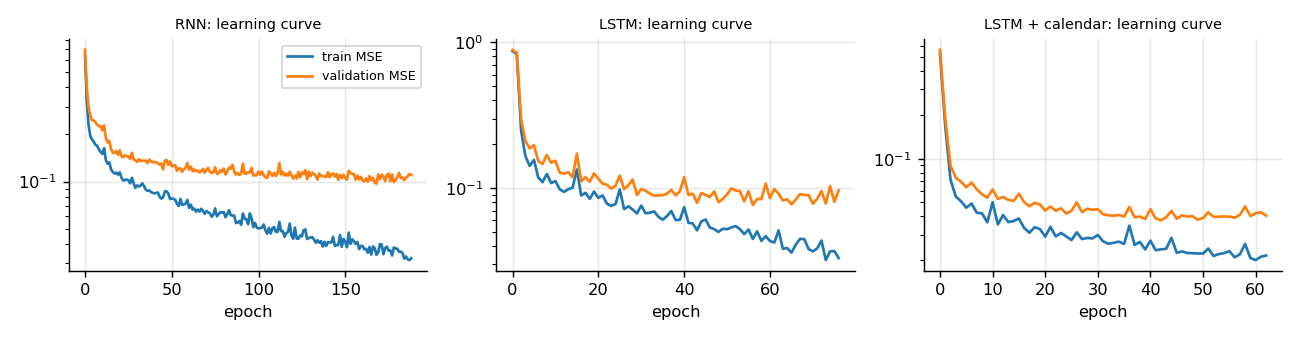 RNN: learning curve
train MSE
validation MSE
10⁻¹
0 50 100 150
epoch
LSTM: learning curve
10⁰
10⁻¹
0 20 40 60
epoch
LSTM + calendar: learning curve
10⁻¹
0 10 20 30 40 50 60
epoch